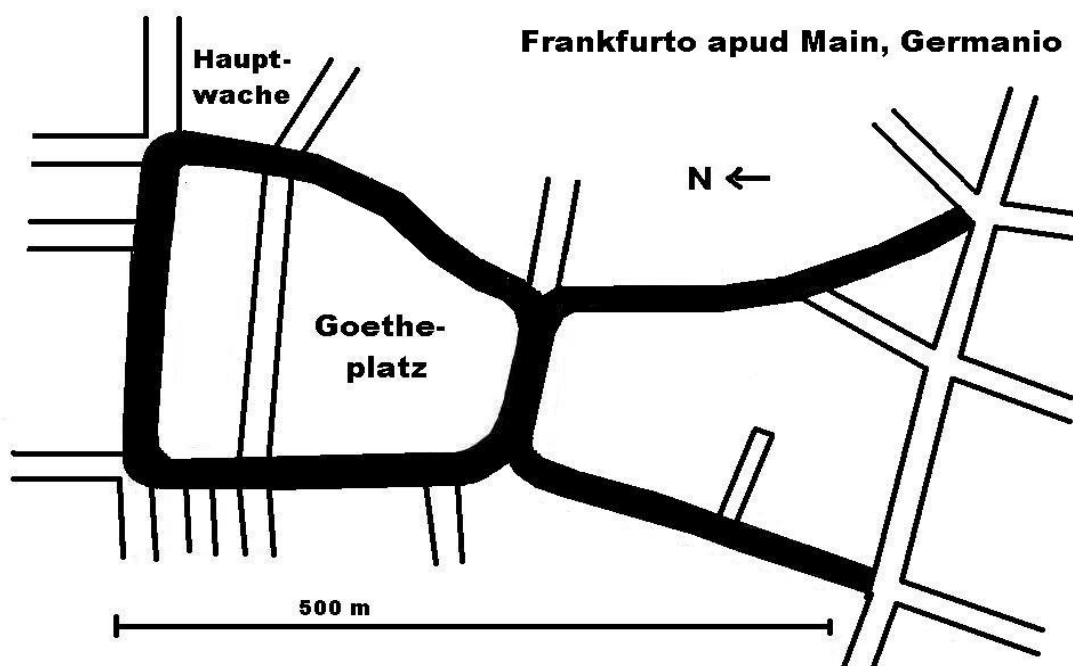 Frankfurto apud Main, Germanio
Haupt-
wache
N
Goethe-
platz
500 m